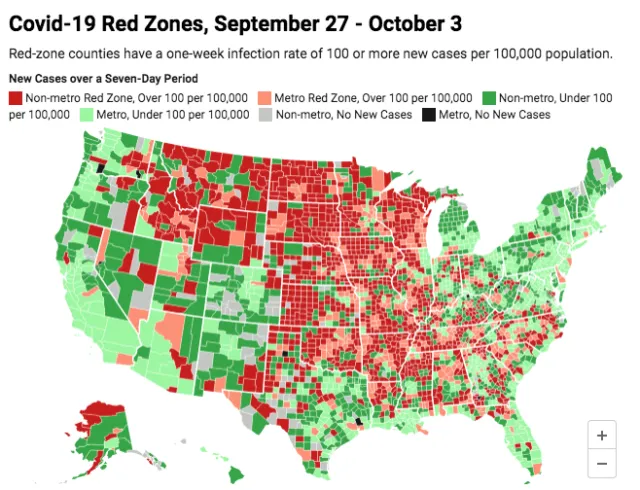 Covid-19 Red Zones, September 27 - October 3
Red-zone counties have a one-week infection rate of 100 or more new cases per 100,000 population.
New Cases over a Seven-Day Period
Non-metro Red Zone, Over 100 per 100,000 Metro Red Zone, Over 100 per 100,000 Non-metro, Under 100
per 100,000 Metro, Under 100 per 100,000 Non-metro, No New Cases Metro, No New Cases
+
−